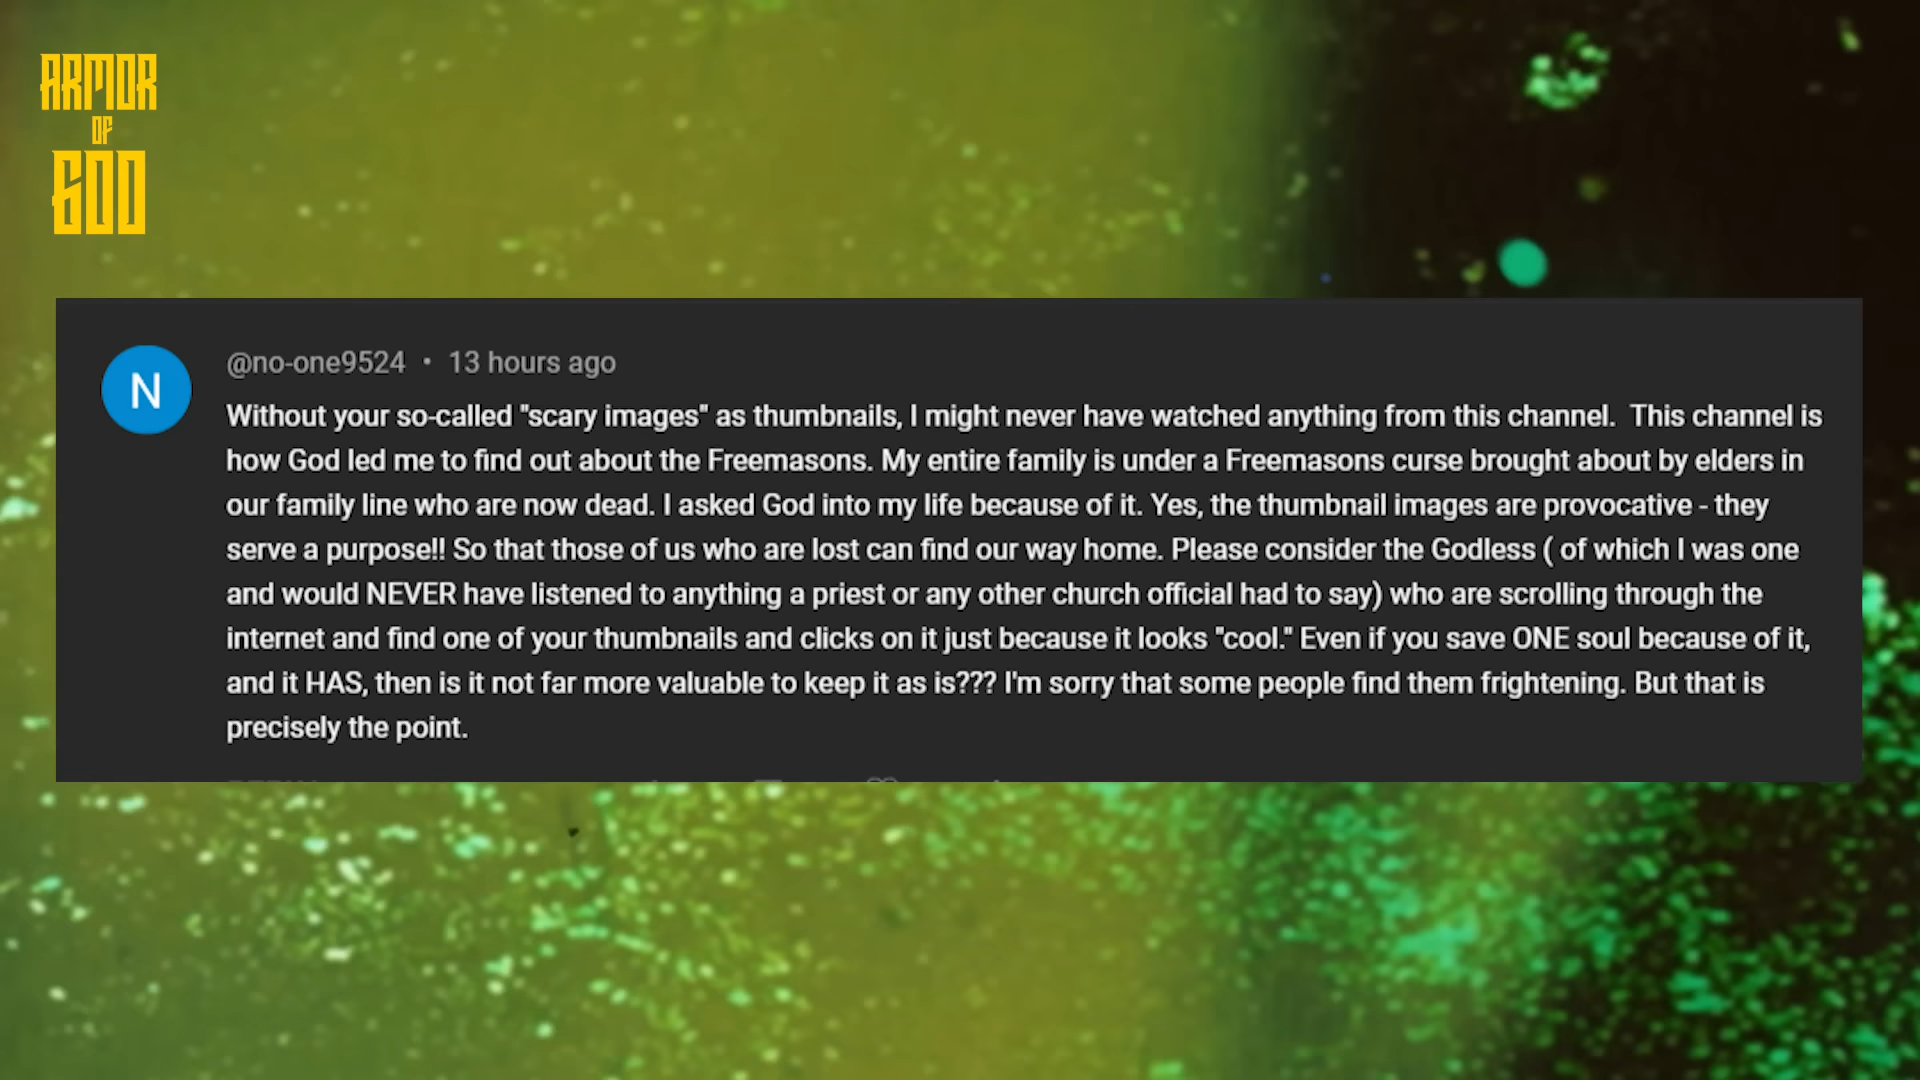 ARMOR
OF
GOD
@no-one9524 • 13 hours ago
N
Without your so-called "scary images" as thumbnails, I might never have watched anything from this channel.  This channel is
how God led me to find out about the Freemasons. My entire family is under a Freemasons curse brought about by elders in
our family line who are now dead. I asked God into my life because of it. Yes, the thumbnail images are provocative - they
serve a purpose!! So that those of us who are lost can find our way home. Please consider the Godless ( of which I was one
and would NEVER have listened to anything a priest or any other church official had to say) who are scrolling through the
internet and find one of your thumbnails and clicks on it just because it looks "cool." Even if you save ONE soul because of it,
and it HAS, then is it not far more valuable to keep it as is??? I'm sorry that some people find them frightening. But that is
precisely the point.